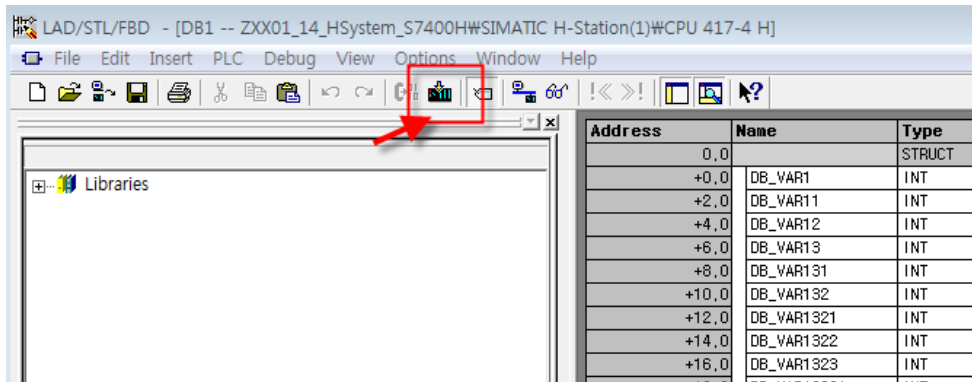 LAD/STL/FBD - [DB1 -- ZXX01_14_HSystem_S7400H₩SIMATIC H-Station(1)₩CPU 417-4 H]
File Edit Insert PLC Debug View Options Window Help
Libraries
Address Name Type
0,0 STRUCT
+0,0 DB_VAR1 INT
+2,0 DB_VAR11 INT
+4,0 DB_VAR12 INT
+6,0 DB_VAR13 INT
+8,0 DB_VAR131 INT
+10,0 DB_VAR132 INT
+12,0 DB_VAR1321 INT
+14,0 DB_VAR1322 INT
+16,0 DB_VAR1323 INT